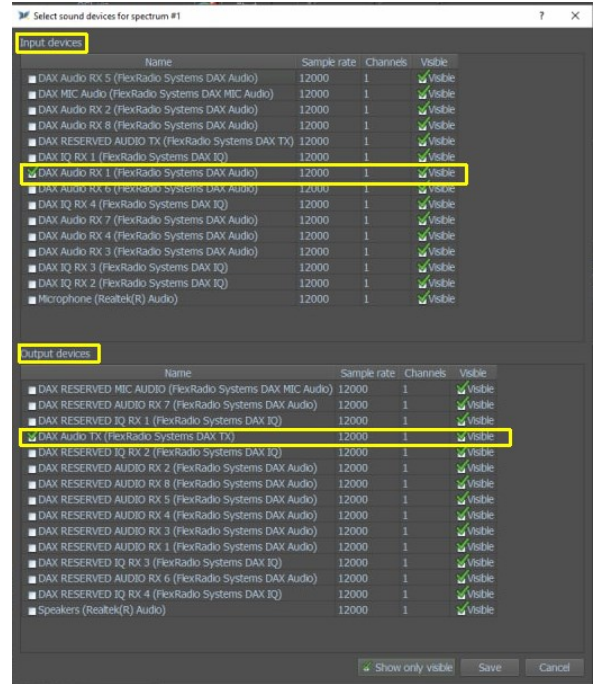 Select sound devices for spectrum #1 ? ×
Input devices
Name Sample rate Channels Visible
DAX Audio RX 5 (FlexRadio Systems DAX Audio) 12000 1 Visible
DAX MIC Audio (FlexRadio Systems DAX MIC Audio) 12000 1 Visible
DAX Audio RX 2 (FlexRadio Systems DAX Audio) 12000 1 Visible
DAX Audio RX 8 (FlexRadio Systems DAX Audio) 12000 1 Visible
DAX RESERVED AUDIO TX (FlexRadio Systems DAX TX) 12000 1 Visible
DAX IQ RX 1 (FlexRadio Systems DAX IQ) 12000 1 Visible
DAX Audio RX 1 (FlexRadio Systems DAX Audio) 12000 1 Visible
DAX Audio RX 6 (FlexRadio Systems DAX Audio) 12000 1 Visible
DAX IQ RX 4 (FlexRadio Systems DAX IQ) 12000 1 Visible
DAX Audio RX 7 (FlexRadio Systems DAX Audio) 12000 1 Visible
DAX Audio RX 4 (FlexRadio Systems DAX Audio) 12000 1 Visible
DAX Audio RX 3 (FlexRadio Systems DAX Audio) 12000 1 Visible
DAX IQ RX 3 (FlexRadio Systems DAX IQ) 12000 1 Visible
DAX IQ RX 2 (FlexRadio Systems DAX IQ) 12000 1 Visible
Microphone (Realtek(R) Audio) 12000 1 Visible
Output devices
Name Sample rate Channels Visible
DAX RESERVED MIC AUDIO (FlexRadio Systems DAX MIC Audio) 12000 1 Visible
DAX RESERVED AUDIO RX 7 (FlexRadio Systems DAX Audio) 12000 1 Visible
DAX RESERVED IQ RX 1 (FlexRadio Systems DAX IQ) 12000 1 Visible
DAX Audio TX (FlexRadio Systems DAX TX) 12000 1 Visible
DAX RESERVED IQ RX 2 (FlexRadio Systems DAX IQ) 12000 1 Visible
DAX RESERVED AUDIO RX 2 (FlexRadio Systems DAX Audio) 12000 1 Visible
DAX RESERVED AUDIO RX 8 (FlexRadio Systems DAX Audio) 12000 1 Visible
DAX RESERVED AUDIO RX 5 (FlexRadio Systems DAX Audio) 12000 1 Visible
DAX RESERVED AUDIO RX 4 (FlexRadio Systems DAX Audio) 12000 1 Visible
DAX RESERVED AUDIO RX 3 (FlexRadio Systems DAX Audio) 12000 1 Visible
DAX RESERVED AUDIO RX 1 (FlexRadio Systems DAX Audio) 12000 1 Visible
DAX RESERVED IQ RX 3 (FlexRadio Systems DAX IQ) 12000 1 Visible
DAX RESERVED AUDIO RX 6 (FlexRadio Systems DAX Audio) 12000 1 Visible
DAX RESERVED IQ RX 4 (FlexRadio Systems DAX IQ) 12000 1 Visible
Speakers (Realtek(R) Audio) 12000 1 Visible
Show only visible Save Cancel